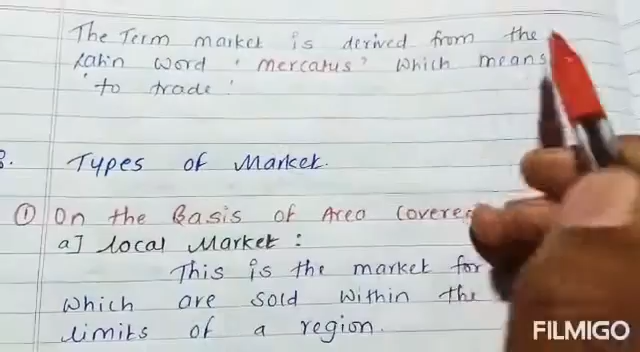 The Term market is derived from the
Latin word 'mercatus' which means
'to trade'
Types of Market.
① On the Basis of Area
a] local Market:
This is the market for
which are sold within the
limits of a region.
FILMIGO